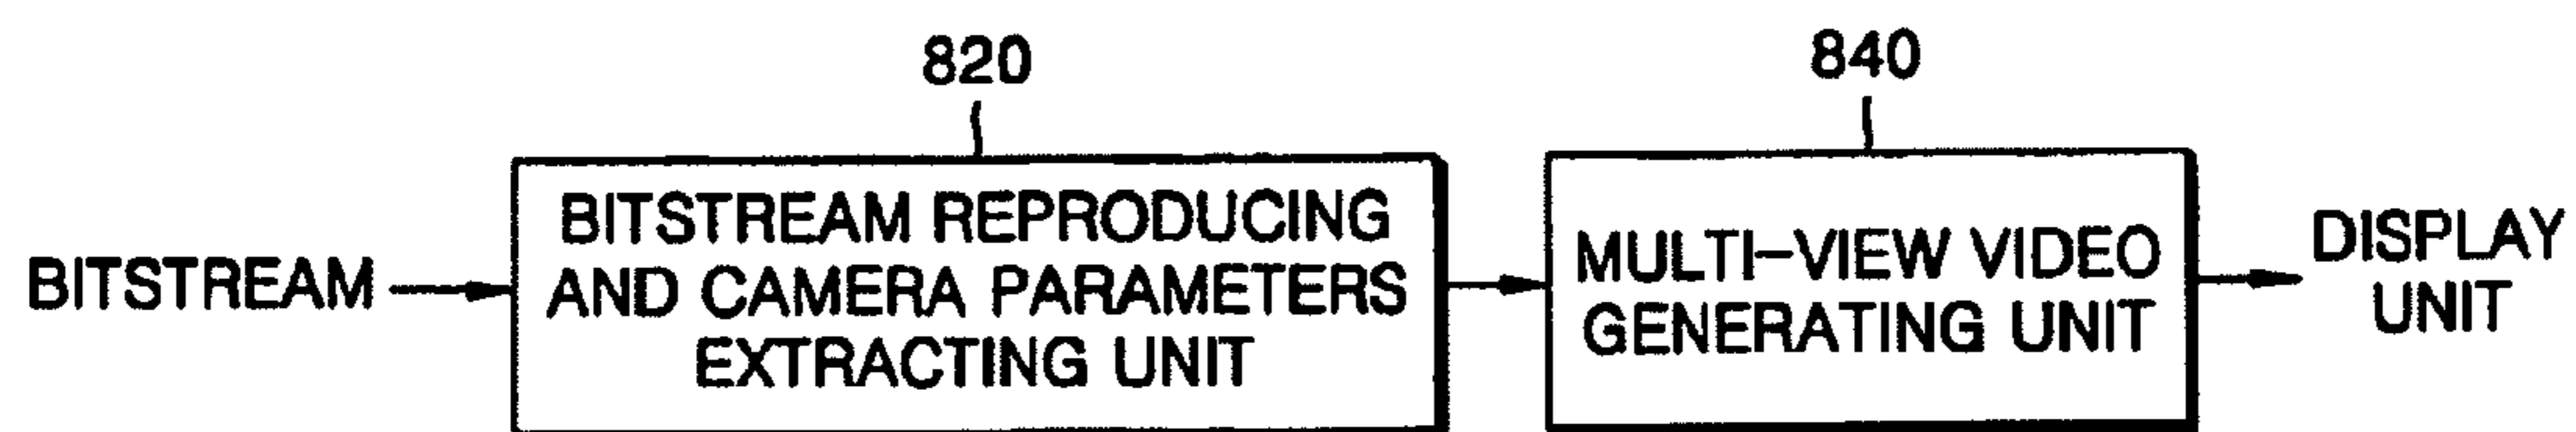 820
840
BITSTREAM
BITSTREAM REPRODUCING
AND CAMERA PARAMETERS
EXTRACTING UNIT
MULTI-VIEW VIDEO
GENERATING UNIT
DISPLAY
UNIT